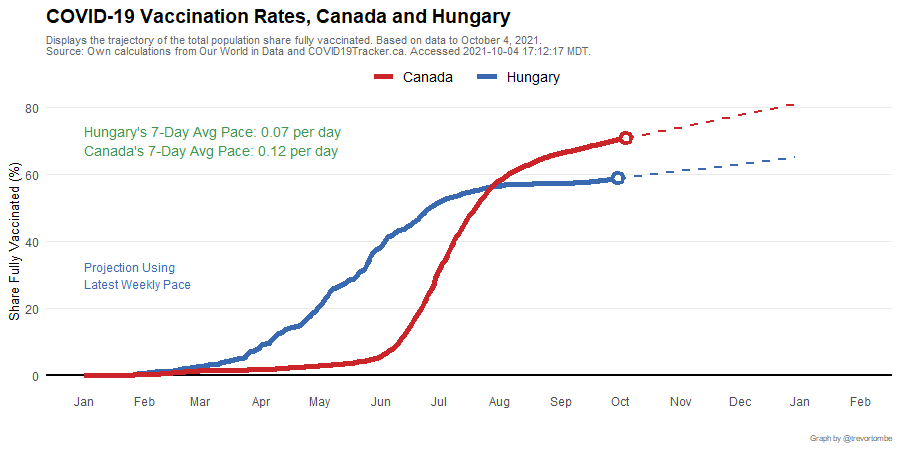 COVID-19 Vaccination Rates, Canada and Hungary
Displays the trajectory of the total population share fully vaccinated. Based on data to October 4, 2021.
Source: Own calculations from Our World in Data and COVID19Tracker.ca. Accessed 2021-10-04 17:12:17 MDT.
Canada Hungary
Share Fully Vaccinated (%)
80
60
40
20
0
Hungary's 7-Day Avg Pace: 0.07 per day
Canada's 7-Day Avg Pace: 0.12 per day
Projection Using
Latest Weekly Pace
Jan Feb Mar Apr May Jun Jul Aug Sep Oct Nov Dec Jan Feb
Graph by @trevortombe